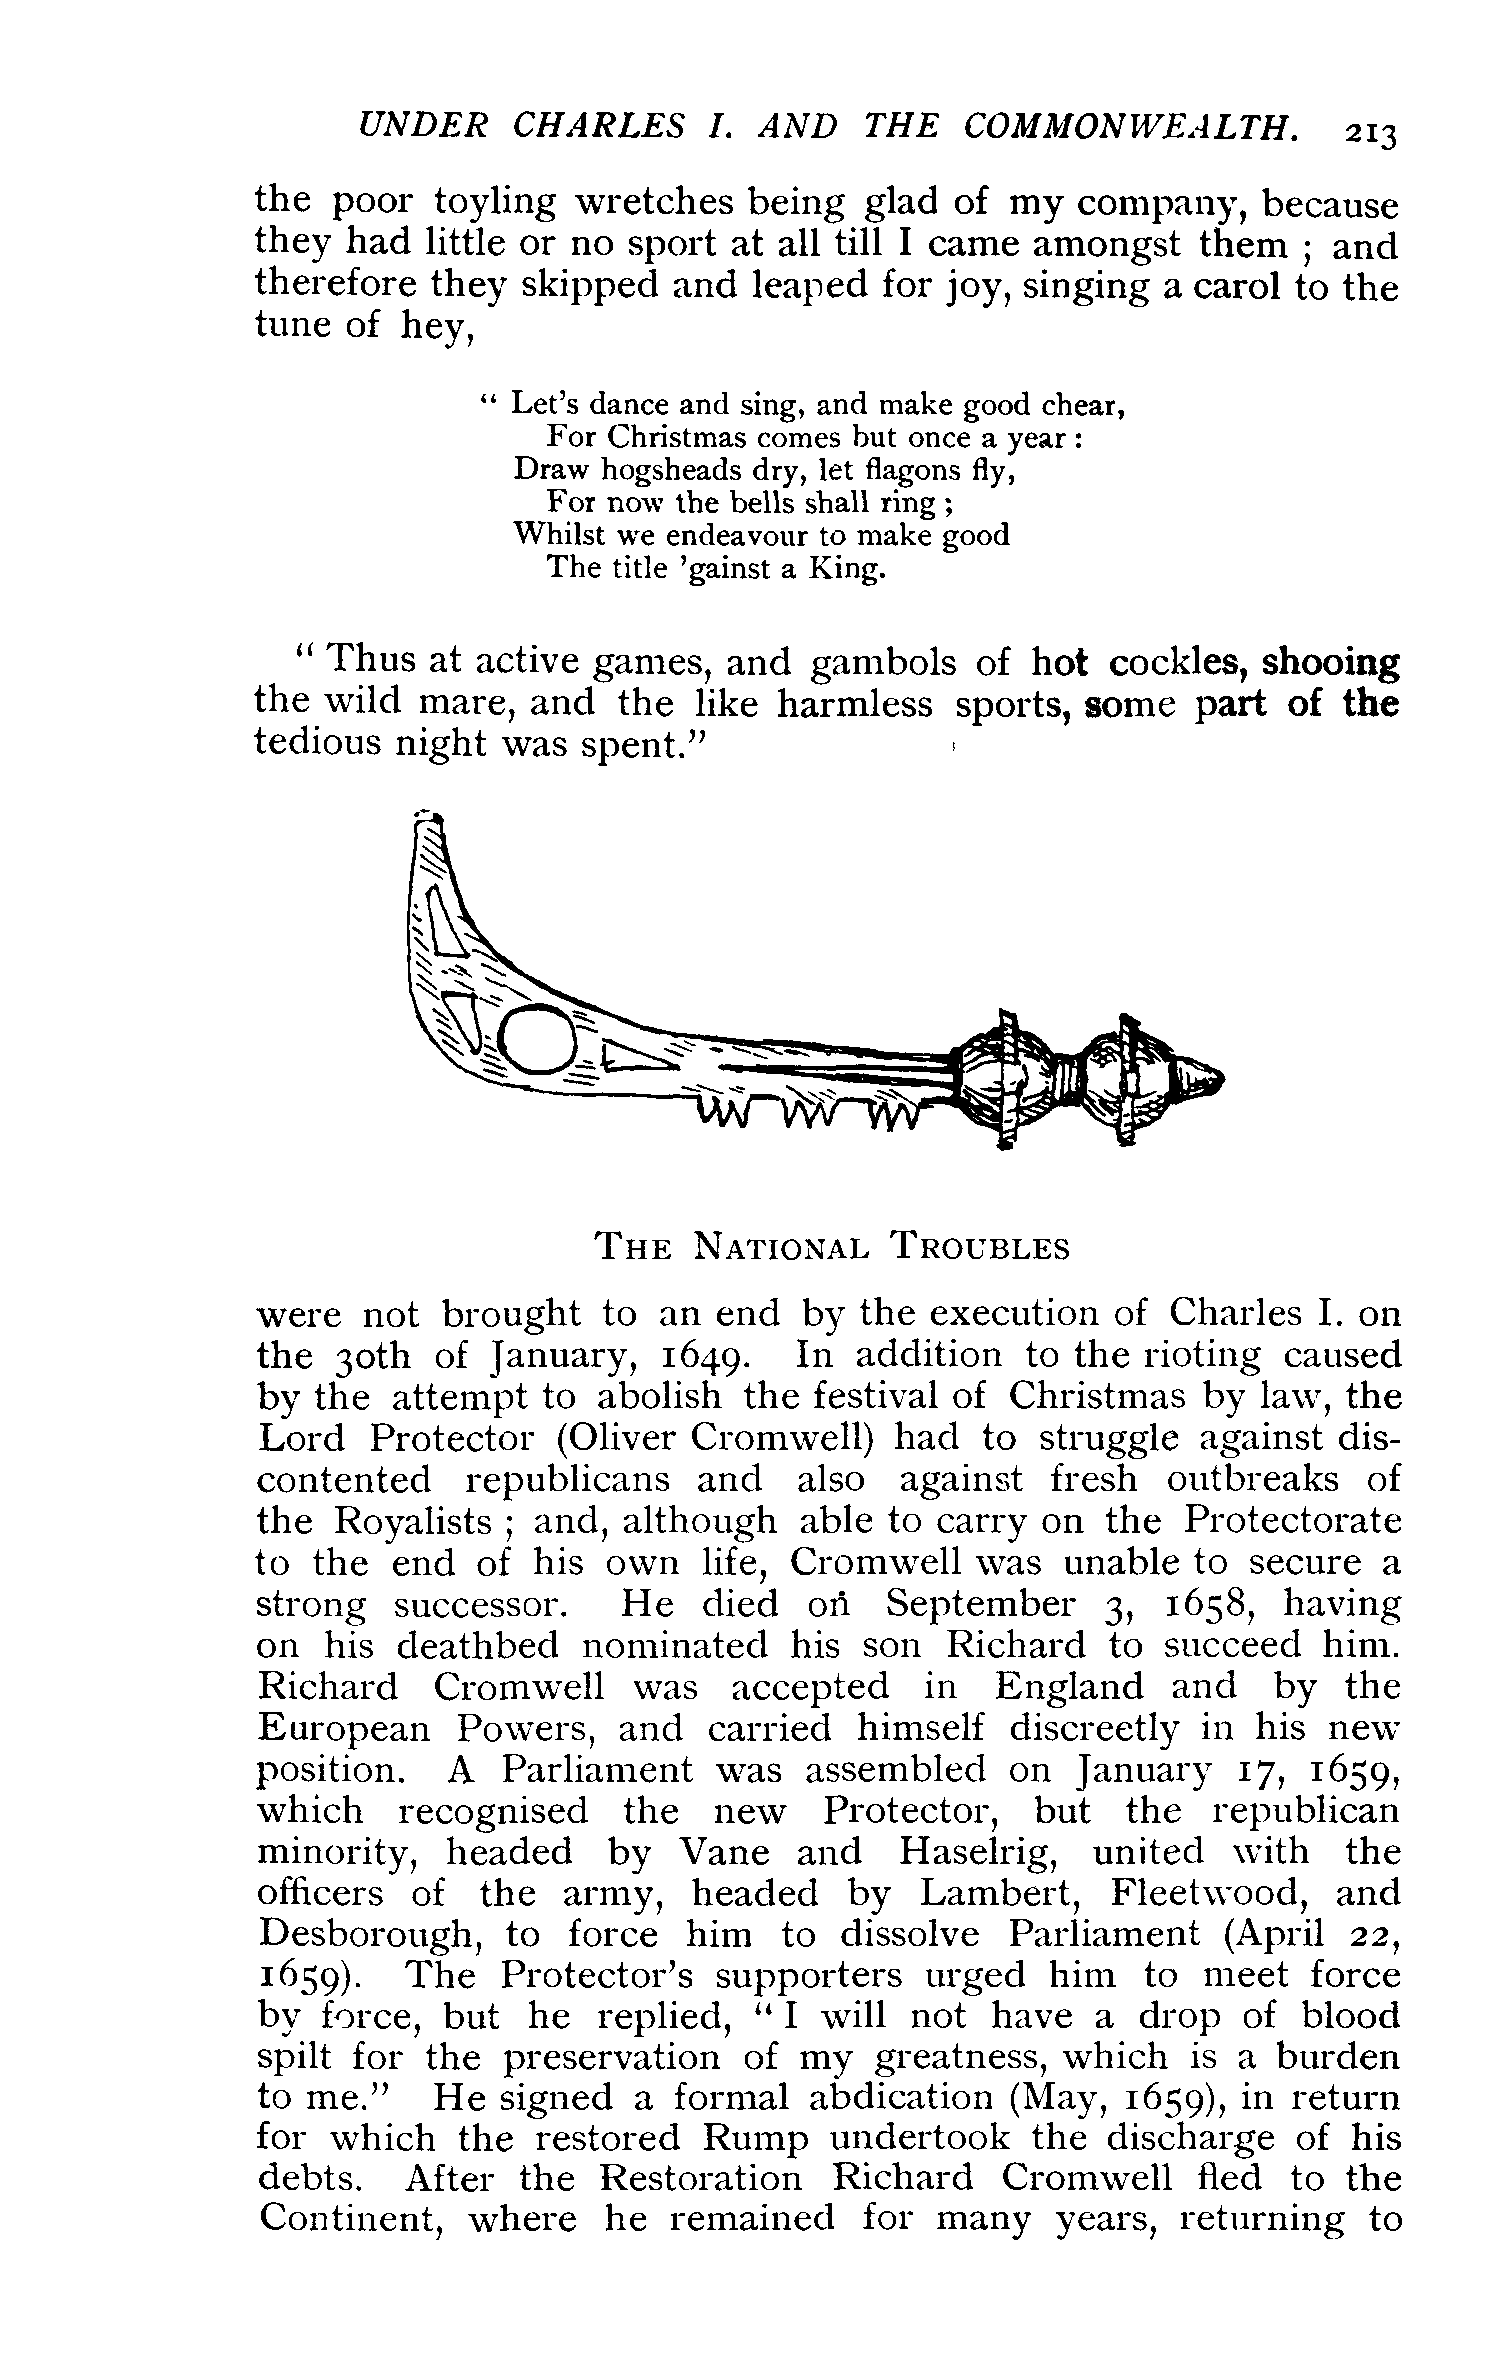 UNDER CHARLES I. AND THE COMMONWEALTH. 213
the poor toyling wretches being glad of my company, because
they had little or no sport at all till I came amongst them ; and
therefore they skipped and leaped for joy, singing a carol to the
tune of hey,
“ Let’s dance and sing, and make good chear,
For Christmas comes but once a year :
Draw hogsheads dry, let flagons fly,
For now the bells shall ring ;
Whilst we endeavour to make good
The title ’gainst a King.
“ Thus at active games, and gambols of hot cockles, shooing
the wild mare, and the like harmless sports, some part of the
tedious night was spent.”
THE NATIONAL TROUBLES
were not brought to an end by the execution of Charles I. on
the 30th of January, 1649. In addition to the rioting caused
by the attempt to abolish the festival of Christmas by law, the
Lord Protector (Oliver Cromwell) had to struggle against dis-
contented republicans and also against fresh outbreaks of
the Royalists ; and, although able to carry on the Protectorate
to the end of his own life, Cromwell was unable to secure a
strong successor. He died on September 3, 1658, having
on his deathbed nominated his son Richard to succeed him.
Richard Cromwell was accepted in England and by the
European Powers, and carried himself discreetly in his new
position. A Parliament was assembled on January 17, 1659,
which recognised the new Protector, but the republican
minority, headed by Vane and Haselrig, united with the
officers of the army, headed by Lambert, Fleetwood, and
Desborough, to force him to dissolve Parliament (April 22,
1659). The Protector’s supporters urged him to meet force
by force, but he replied, “ I will not have a drop of blood
spilt for the preservation of my greatness, which is a burden
to me.” He signed a formal abdication (May, 1659), in return
for which the restored Rump undertook the discharge of his
debts. After the Restoration Richard Cromwell fled to the
Continent, where he remained for many years, returning to